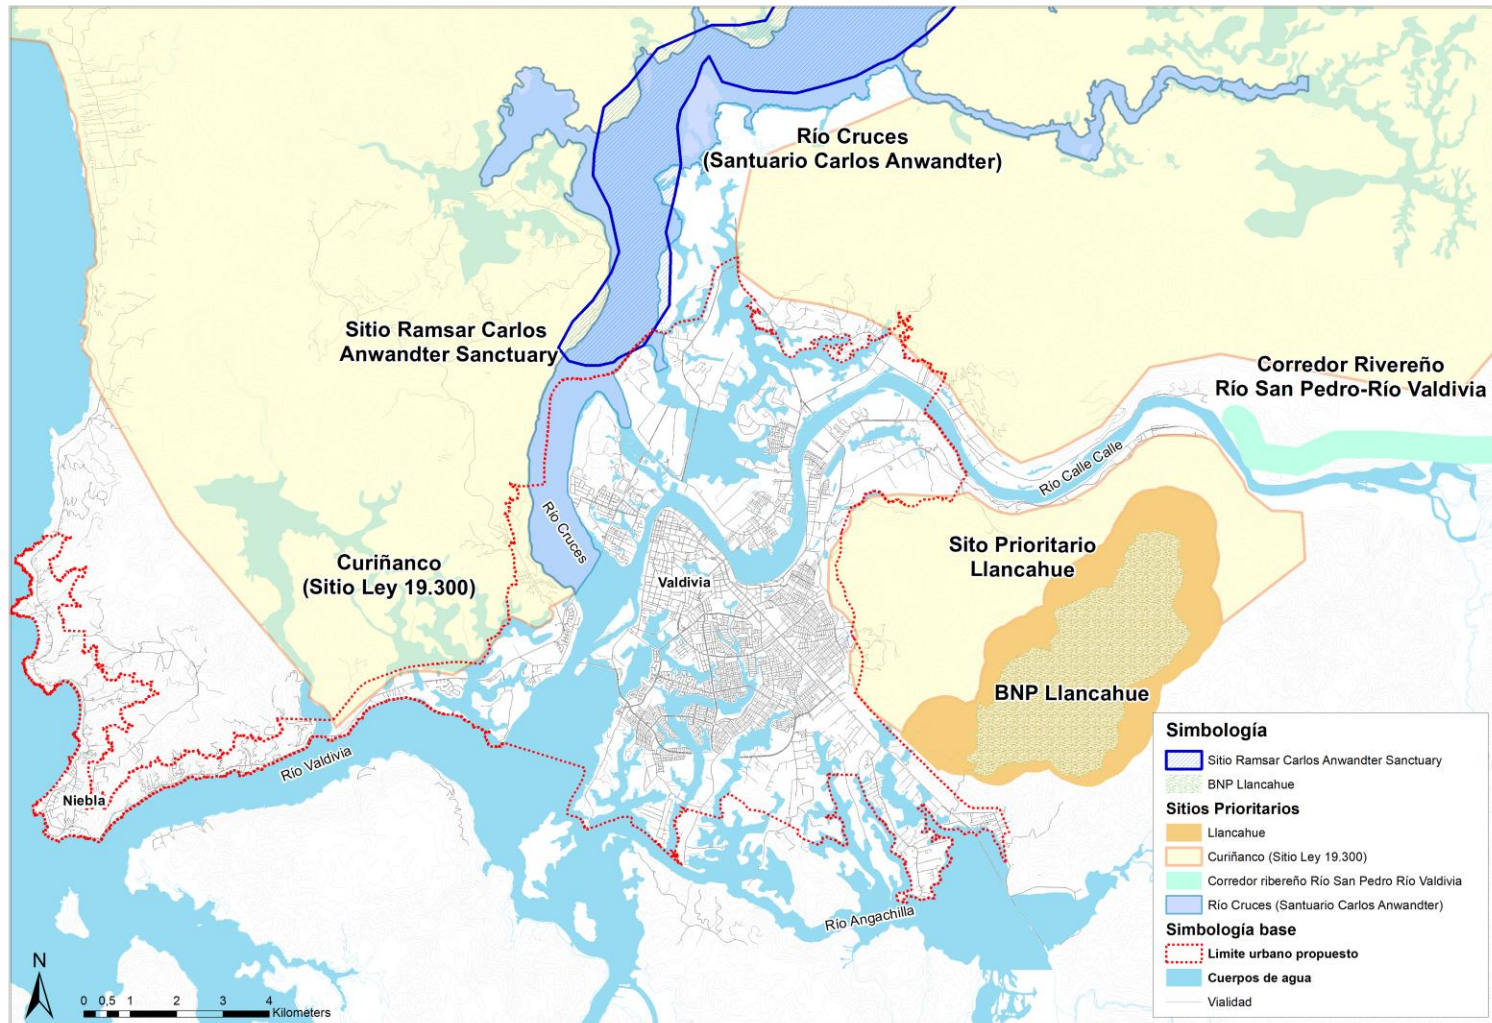 Río Cruces
(Santuario Carlos Anwandter)
Sitio Ramsar Carlos
Anwandter Sanctuary
Corredor Rivereño
Río San Pedro-Río Valdivia
Río Calle Calle
Río Cruces
Curiñanco
(Sitio Ley 19.300)
Valdivia
Sito Prioritario
Llancahue
BNP Llancahue
Río Valdivia
Niebla
Río Angachilla
N
0 0,5 1 2 3 4
Kilometers
Simbología
Sitio Ramsar Carlos Anwandter Sanctuary
BNP Llancahue
Sitios Prioritarios
Llancahue
Curiñanco (Sitio Ley 19.300)
Corredor ribereño Río San Pedro Río Valdivia
Río Cruces (Santuario Carlos Anwandter)
Simbología base
Limite urbano propuesto
Cuerpos de agua
Vialidad